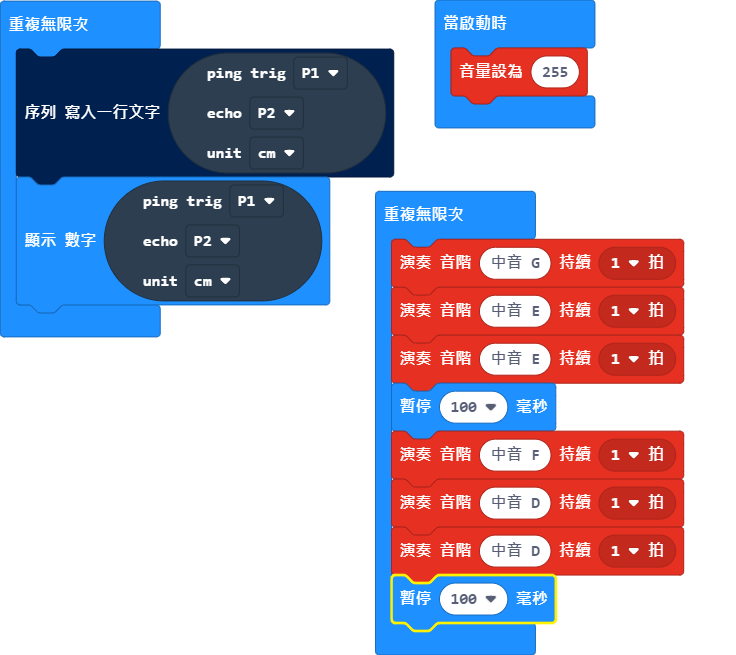 重複無限次
序列 寫入一行文字 ping trig P1
echo P2
unit cm
顯示 數字 ping trig P1
echo P2
unit cm
當啟動時
音量設為 255
重複無限次
演奏 音階 中音 G 持續 1 拍
演奏 音階 中音 E 持續 1 拍
演奏 音階 中音 E 持續 1 拍
暫停 100 毫秒
演奏 音階 中音 F 持續 1 拍
演奏 音階 中音 D 持續 1 拍
演奏 音階 中音 D 持續 1 拍
暫停 100 毫秒